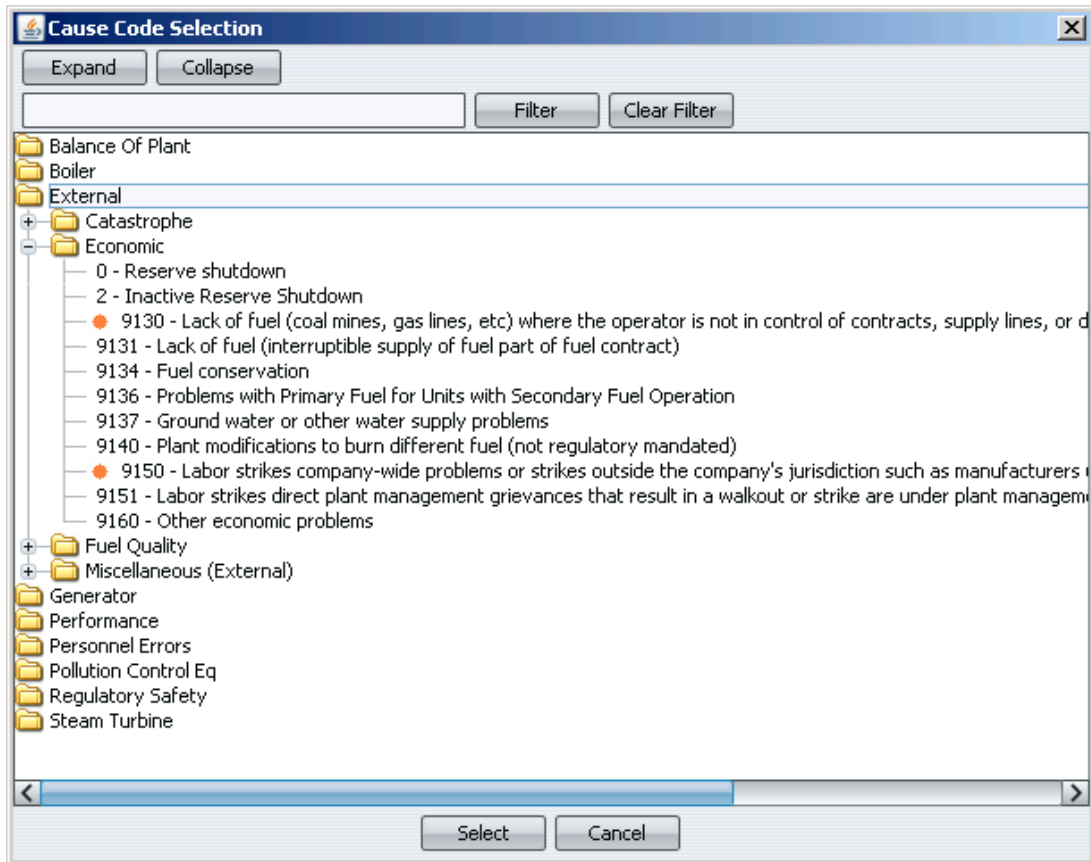 Cause Code Selection
Expand Collapse
Filter Clear Filter
Balance Of Plant
Boiler
External
Catastrophe
Economic
0 - Reserve shutdown
2 - Inactive Reserve Shutdown
9130 - Lack of fuel (coal mines, gas lines, etc) where the operator is not in control of contracts, supply lines, or d
9131 - Lack of fuel (interruptible supply of fuel part of fuel contract)
9134 - Fuel conservation
9136 - Problems with Primary Fuel for Units with Secondary Fuel Operation
9137 - Ground water or other water supply problems
9140 - Plant modifications to burn different fuel (not regulatory mandated)
9150 - Labor strikes company-wide problems or strikes outside the company's jurisdiction such as manufacturers
9151 - Labor strikes direct plant management grievances that result in a walkout or strike are under plant managem
9160 - Other economic problems
Fuel Quality
Miscellaneous (External)
Generator
Performance
Personnel Errors
Pollution Control Eq
Regulatory Safety
Steam Turbine
Select Cancel